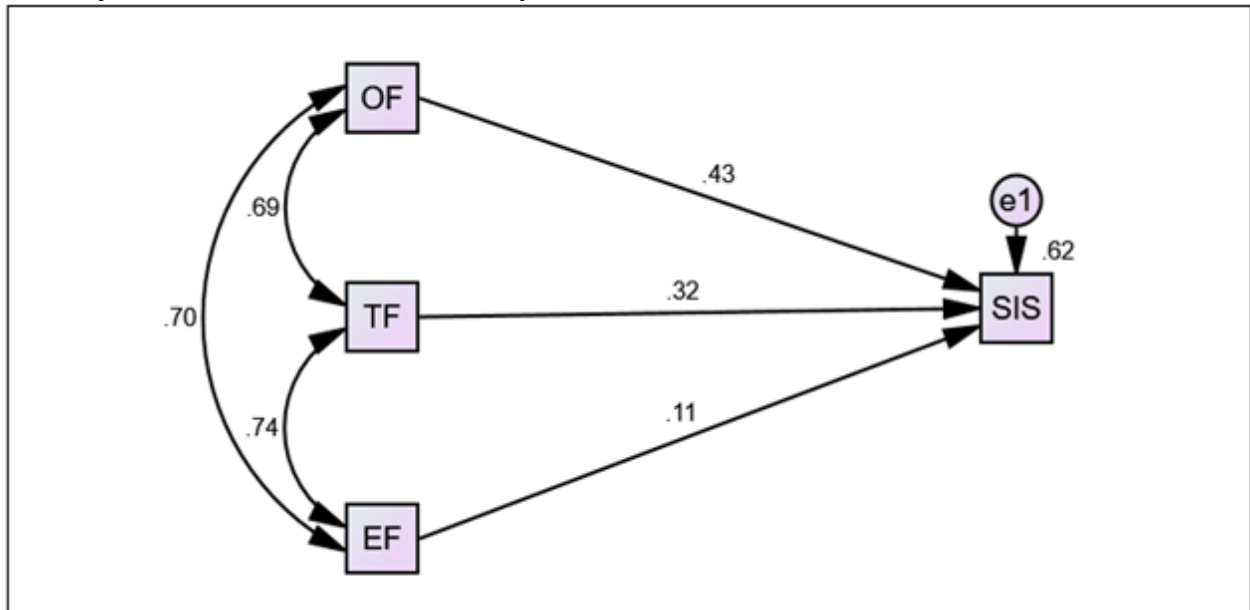 OF
.43
e1
.69
.62
.32
SIS
.70
TF
.11
.74
EF